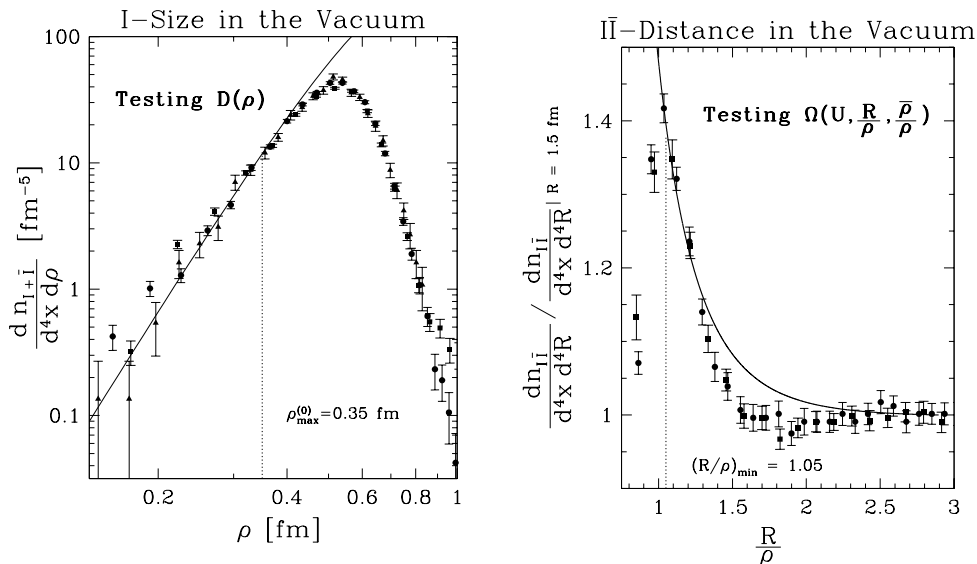 I−Size in the Vacuum
100
10
1
0.1
Testing D(ρ)
d n_{I+Ī} / d⁴x dρ [fm⁻⁵]
ρ_{max}^{(0)}=0.35 fm
0.2 0.4 0.6 0.8 1
ρ [fm]
IĪ−Distance in the Vacuum
1.4
1.2
1
Testing Ω(U, R/ρ, ρ̄/ρ)
dn_{IĪ} / d⁴x d⁴R / dn_{IĪ} / d⁴x d⁴R | R = 1.5 fm
(R/ρ)_{min} = 1.05
1 1.5 2 2.5 3
R/ρ